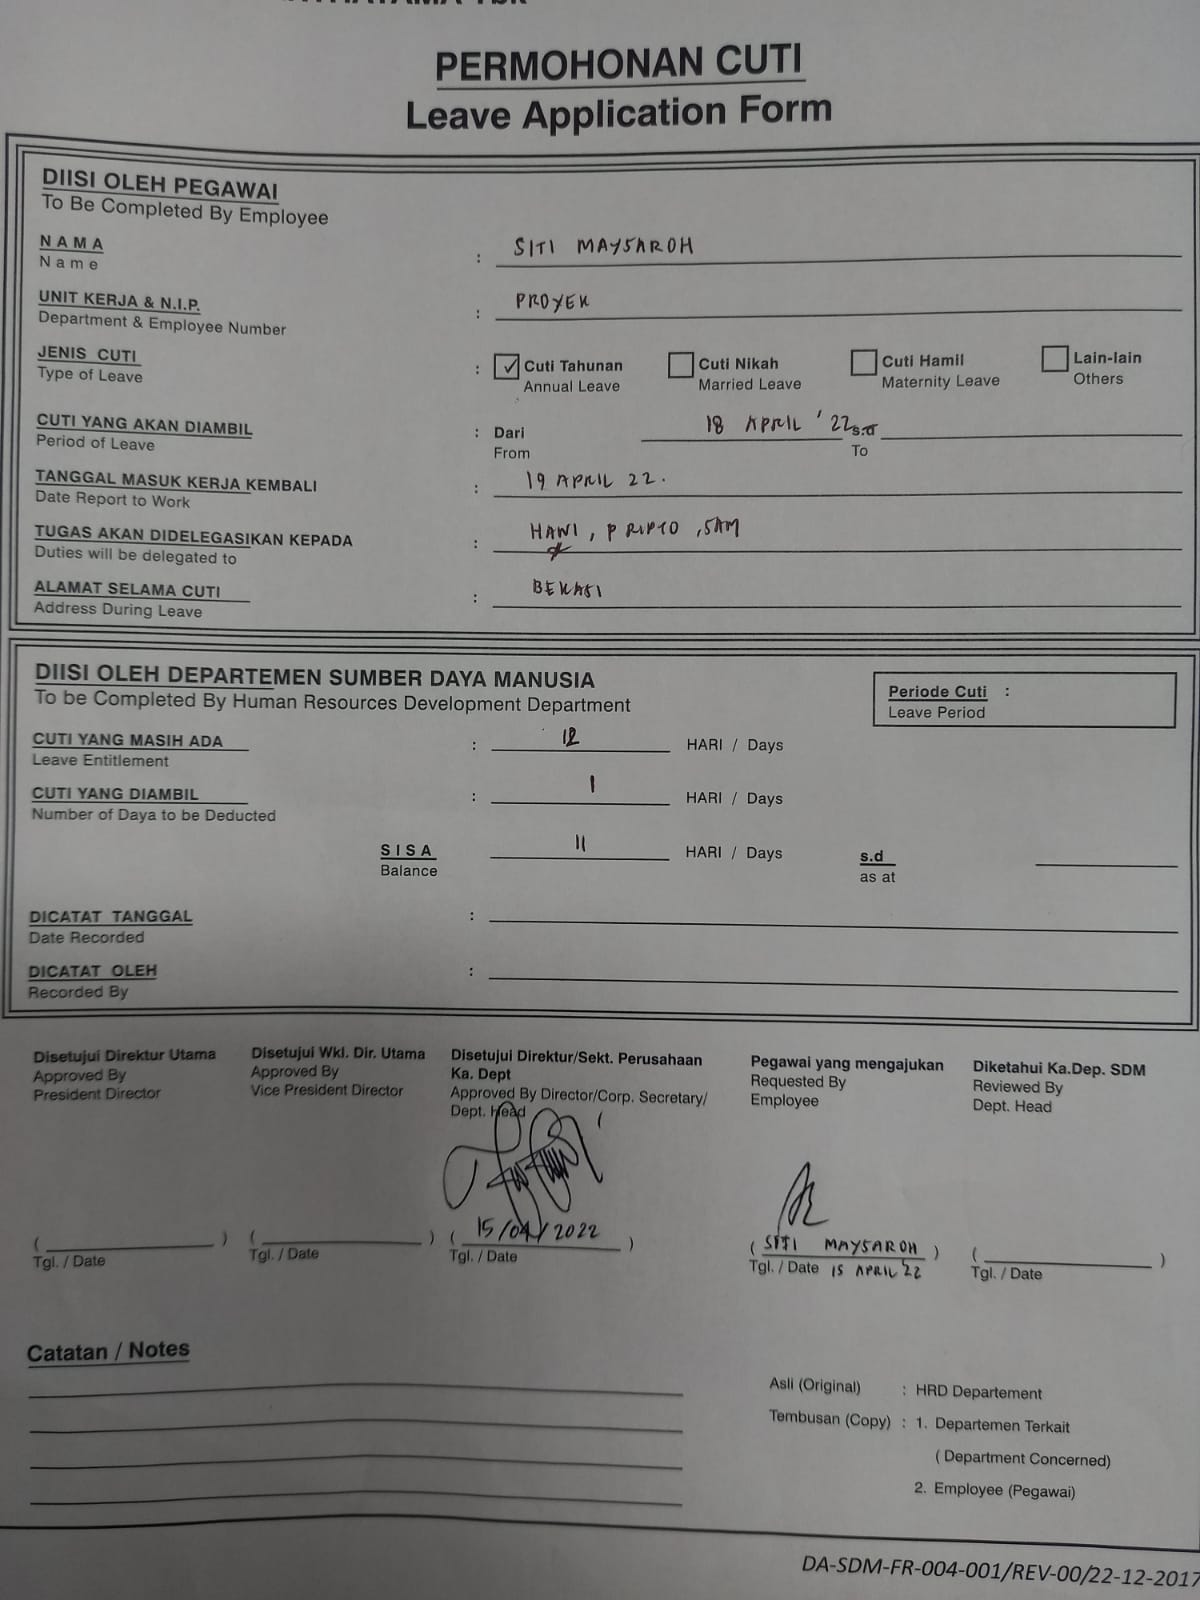 PERMOHONAN CUTI
Leave Application Form
DIISI OLEH PEGAWAI
To Be Completed By Employee
NAMA
Name
: SITI MAYSAROH
UNIT KERJA & N.I.P.
Department & Employee Number
: PROYEK
JENIS CUTI
Type of Leave
: ✓ Cuti Tahunan Cuti Nikah Cuti Hamil Lain-lain
Annual Leave Married Leave Maternity Leave Others
CUTI YANG AKAN DIAMBIL
Period of Leave
: Dari 18 APRIL '22 s.d
From To
TANGGAL MASUK KERJA KEMBALI
Date Report to Work
: 19 APRIL 22.
TUGAS AKAN DIDELEGASIKAN KEPADA
Duties will be delegated to
: HANI, P RIPTO, SAM
ALAMAT SELAMA CUTI
Address During Leave
: BEKASI
DIISI OLEH DEPARTEMEN SUMBER DAYA MANUSIA
To be Completed By Human Resources Development Department
Periode Cuti :
Leave Period
CUTI YANG MASIH ADA : 12 HARI / Days
Leave Entitlement
CUTI YANG DIAMBIL : 1 HARI / Days
Number of Daya to be Deducted
SISA 11 HARI / Days s.d
Balance as at
DICATAT TANGGAL :
Date Recorded
DICATAT OLEH :
Recorded By
Disetujui Direktur Utama
Approved By
President Director
( )
Tgl. / Date
Disetujui Wkl. Dir. Utama
Approved By
Vice President Director
( )
Tgl. / Date
Disetujui Direktur/Sekt. Perusahaan
Ka. Dept
Approved By Director/Corp. Secretary/
Dept. Head
( 15/04/2022 )
Tgl. / Date
Pegawai yang mengajukan
Requested By
Employee
( SITI MAYSAROH )
Tgl. / Date 15 APRIL '22
Diketahui Ka.Dep. SDM
Reviewed By
Dept. Head
( )
Tgl. / Date
Catatan / Notes
Asli (Original) : HRD Departement
Tembusan (Copy) : 1. Departemen Terkait
( Department Concerned)
2. Employee (Pegawai)
DA-SDM-FR-004-001/REV-00/22-12-2017